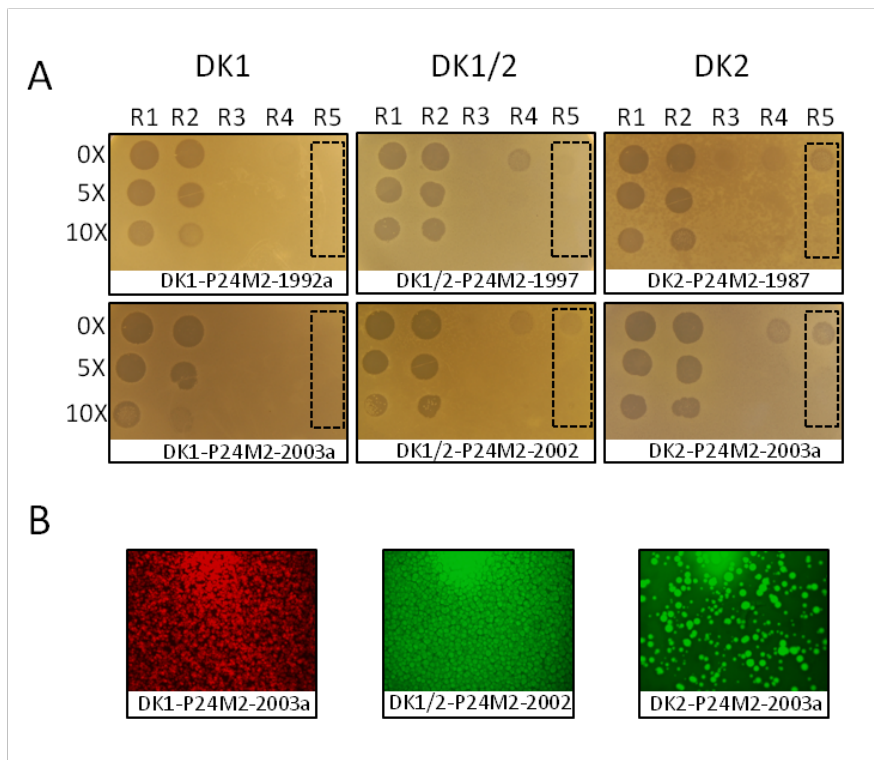 A
DK1 DK1/2 DK2
R1 R2 R3 R4 R5 R1 R2 R3 R4 R5 R1 R2 R3 R4 R5
0X
5X
10X
DK1-P24M2-1992a DK1/2-P24M2-1997 DK2-P24M2-1987
0X
5X
10X
DK1-P24M2-2003a DK1/2-P24M2-2002 DK2-P24M2-2003a
B
DK1-P24M2-2003a DK1/2-P24M2-2002 DK2-P24M2-2003a